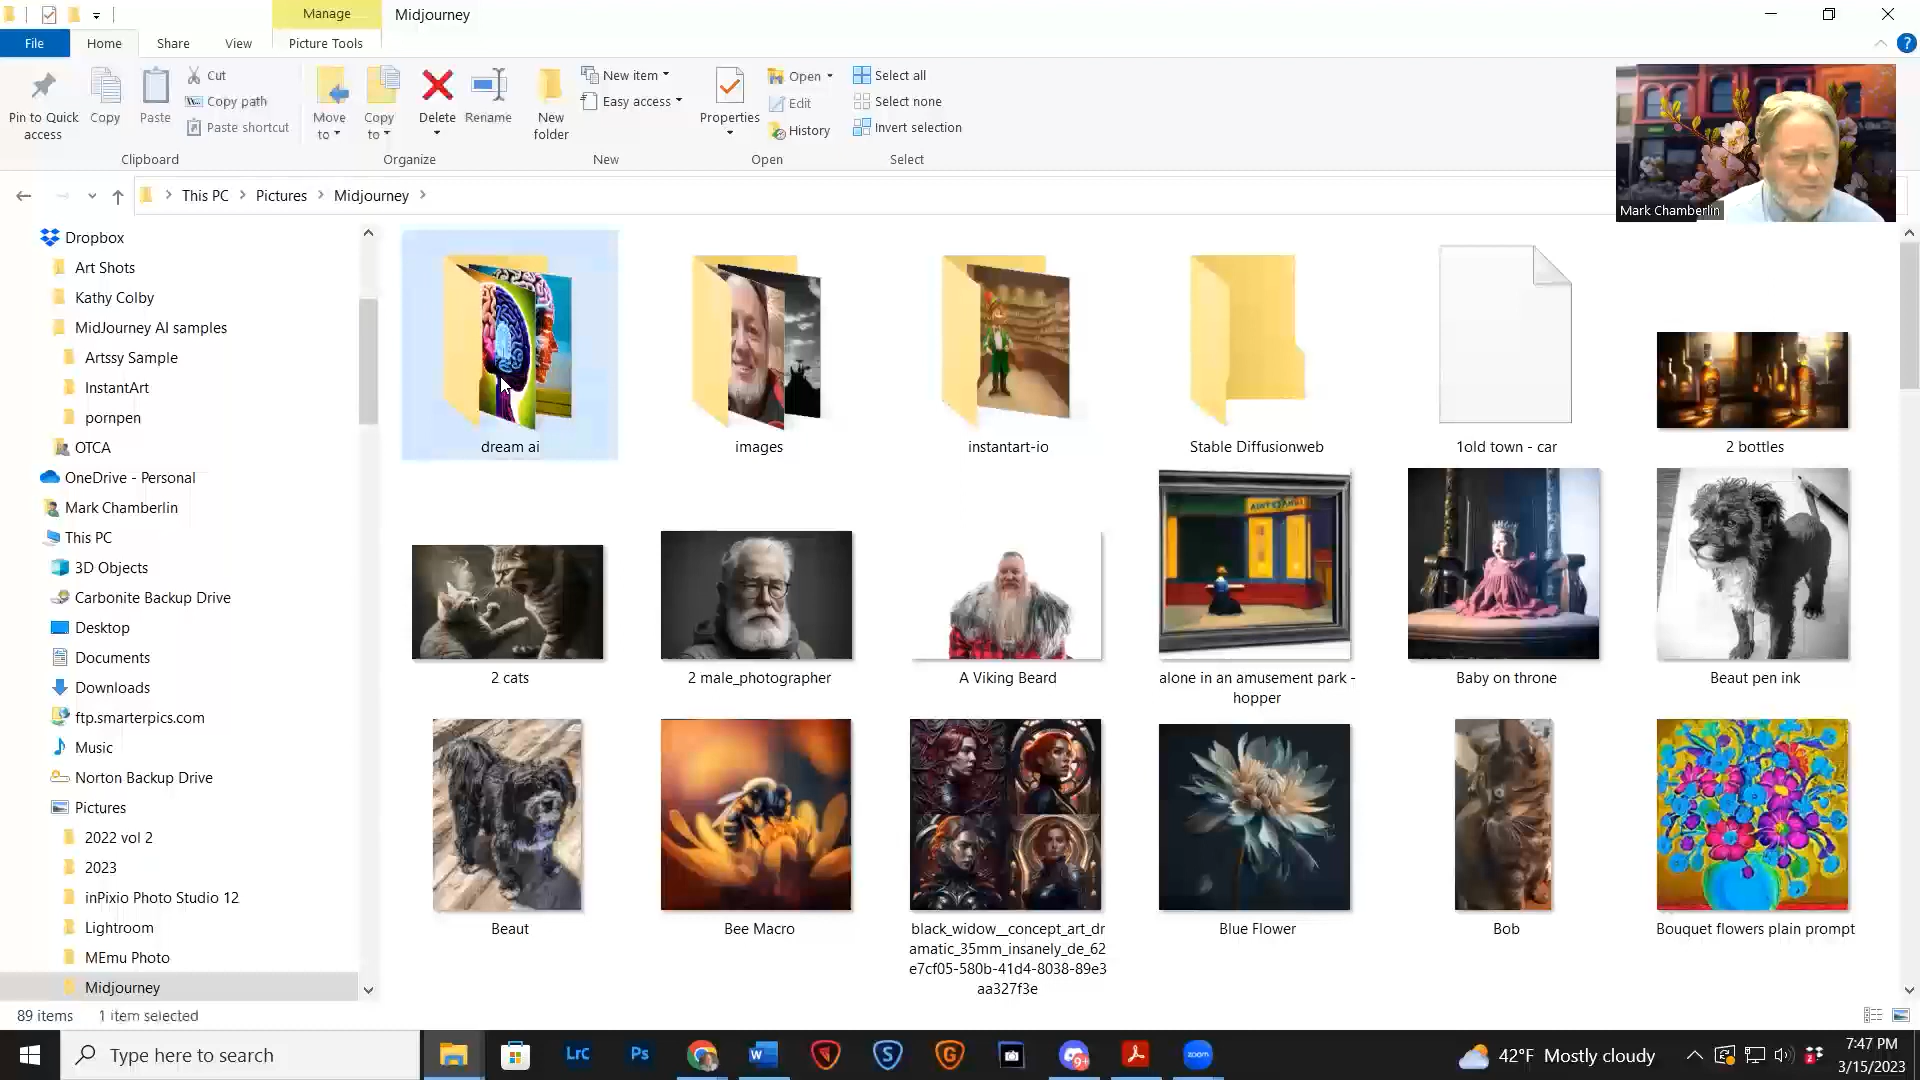 Manage
Midjourney
File
Home
Share
View
Picture Tools
Pin to Quick
access
Copy
Paste
Cut
Copy path
Paste shortcut
Clipboard
Move
to
Copy
to
Delete
Rename
Organize
New
folder
New item
Easy access
New
Properties
Open
Edit
History
Open
Select all
Select none
Invert selection
Select
Mark Chamberlin
This PC
Pictures
Midjourney
Dropbox
Art Shots
Kathy Colby
MidJourney AI samples
Artssy Sample
InstantArt
pornpen
OTCA
OneDrive - Personal
Mark Chamberlin
This PC
3D Objects
Carbonite Backup Drive
Desktop
Documents
Downloads
ftp.smarterpics.com
Music
Norton Backup Drive
Pictures
2022 vol 2
2023
inPixio Photo Studio 12
Lightroom
MEmu Photo
Midjourney
dream ai
images
instantart-io
Stable Diffusionweb
1old town - car
2 bottles
2 cats
2 male_photographer
A Viking Beard
alone in an amusement park -
hopper
Baby on throne
Beaut pen ink
Beaut
Bee Macro
black_widow__concept_art_dr
amatic_35mm_insanely_de_62
e7cf05-580b-41d4-8038-89e3
aa327f3e
Blue Flower
Bob
Bouquet flowers plain prompt
89 items
1 item selected
Type here to search
LrC
Ps
zoom
42°F Mostly cloudy
7:47 PM
3/15/2023